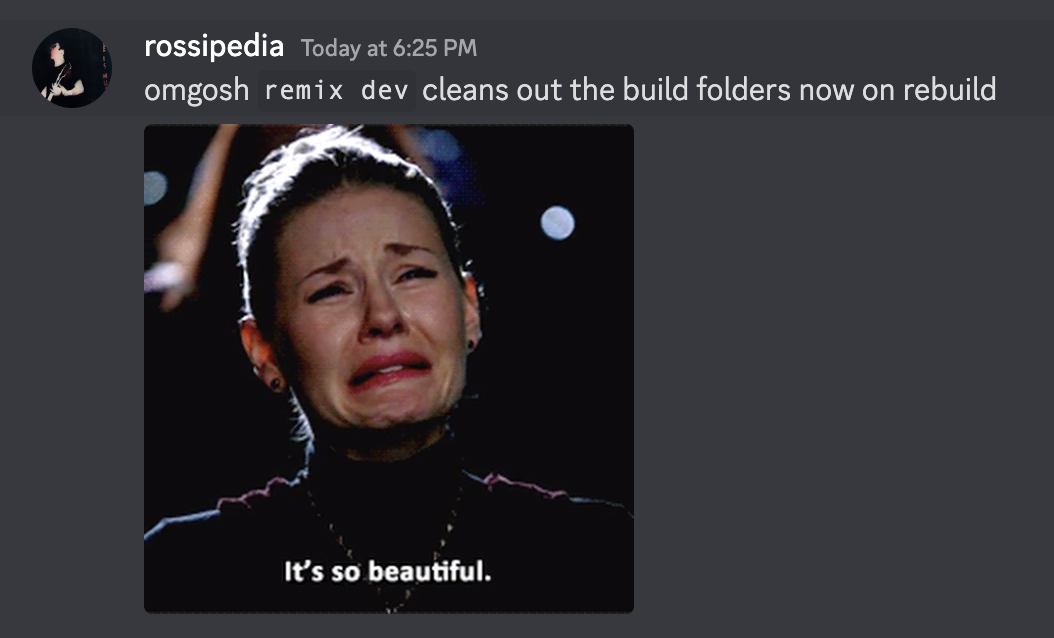 rossipedia Today at 6:25 PM
omgosh remix dev cleans out the build folders now on rebuild
It's so beautiful.